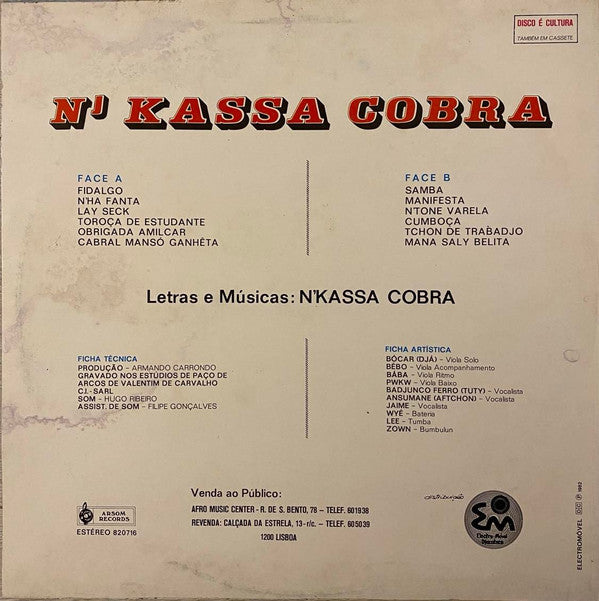 DISCO É CULTURA
TAMBÉM EM CASSETE
N' KASSA COBRA
FACE A
FIDALGO
N'HA FANTA
LAY SECK
TOROÇA DE ESTUDANTE
OBRIGADA AMILCAR
CABRAL MANSÓ GANHÊTA
FACE B
SAMBA
MANIFESTA
N'TONE VARELA
CUMBOÇA
TCHON DE TRABADJO
MANA SALY BELITA
Letras e Músicas: N'KASSA COBRA
FICHA TÉCNICA
PRODUÇÃO – ARMANDO CARRONDO
GRAVADO NOS ESTÚDIOS DE PAÇO DE
ARCOS DE VALENTIM DE CARVALHO
C.I.- SARL
SOM – HUGO RIBEIRO
ASSIST. DE SOM – FILIPE GONÇALVES
FICHA ARTÍSTICA
BÓCAR (DJÁ) – Viola Solo
BÉBO – Viola Acompanhamento
BÁBA – Viola Ritmo
PWKW – Viola Baixo
BADJUNCO FERRO (TUTY) – Vocalista
ANSUMANE (AFTCHON) – Vocalista
JAIME – Vocalista
WYÉ – Bateria
LEE – Tumba
ZOWN – Bumbulun
Venda ao Público:
AFRO MUSIC CENTER - R. DE S. BENTO, 78 – TELEF. 601938
REVENDA: CALÇADA DA ESTRELA, 13 - r/c. – TELEF. 605039
1200 LISBOA
ARSOM
RECORDS
ESTÉREO 820716
EM
Electro Móvel
Discoteca
ELECTROMÓVEL
P 1982